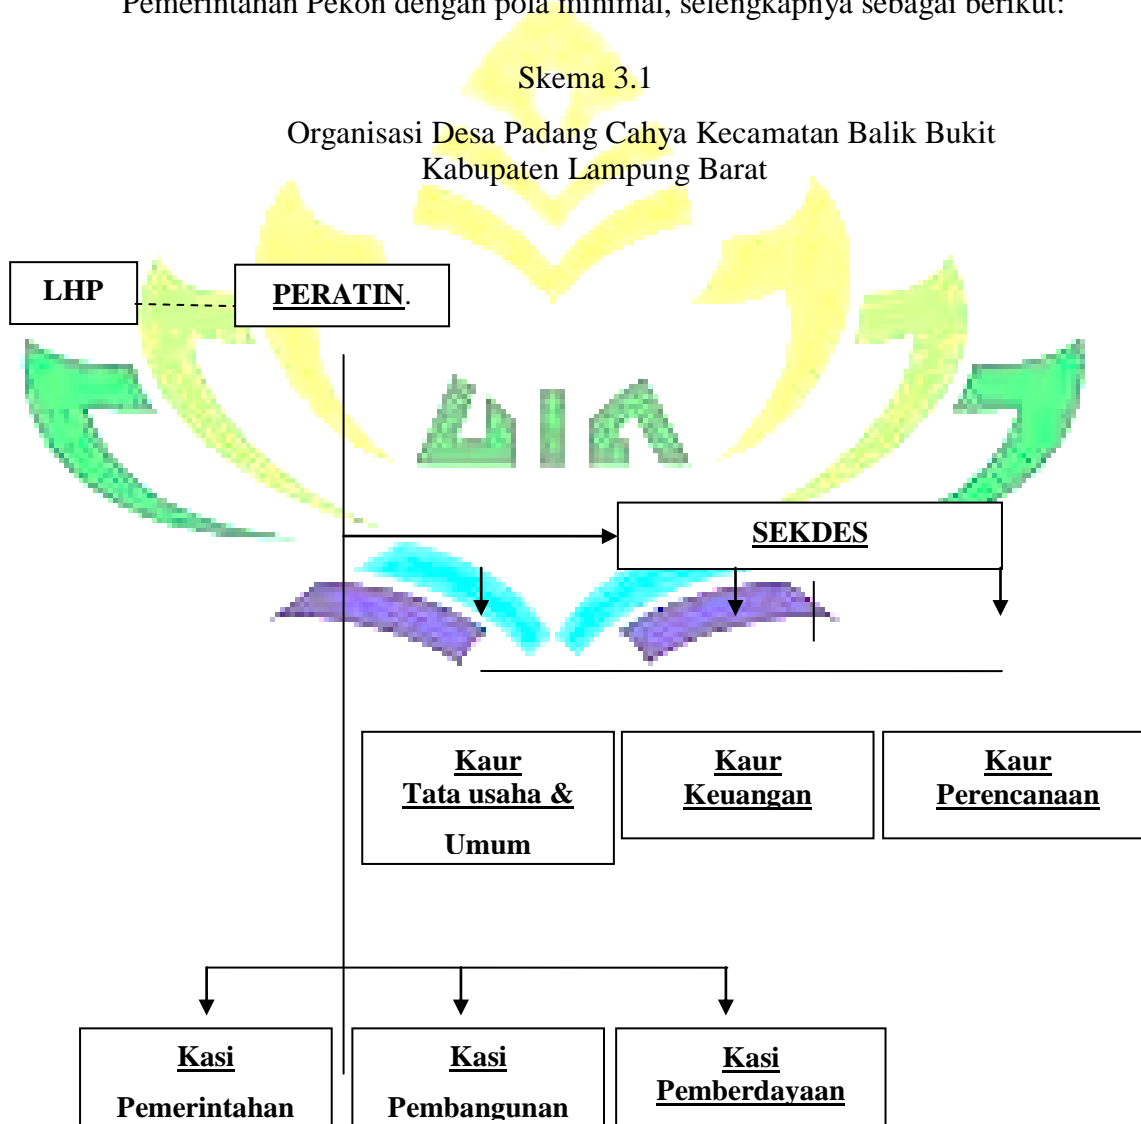 Pemerintahan Pekon dengan pola minimal, selengkapnya sebagai berikut:
Skema 3.1
Organisasi Desa Padang Cahya Kecamatan Balik Bukit
Kabupaten Lampung Barat
LHP
PERATIN.
SEKDES
Kaur
Tata usaha &
Umum
Kaur
Keuangan
Kaur
Perencanaan
Kasi
Pemerintahan
Kasi
Pembangunan
Kasi
Pemberdayaan